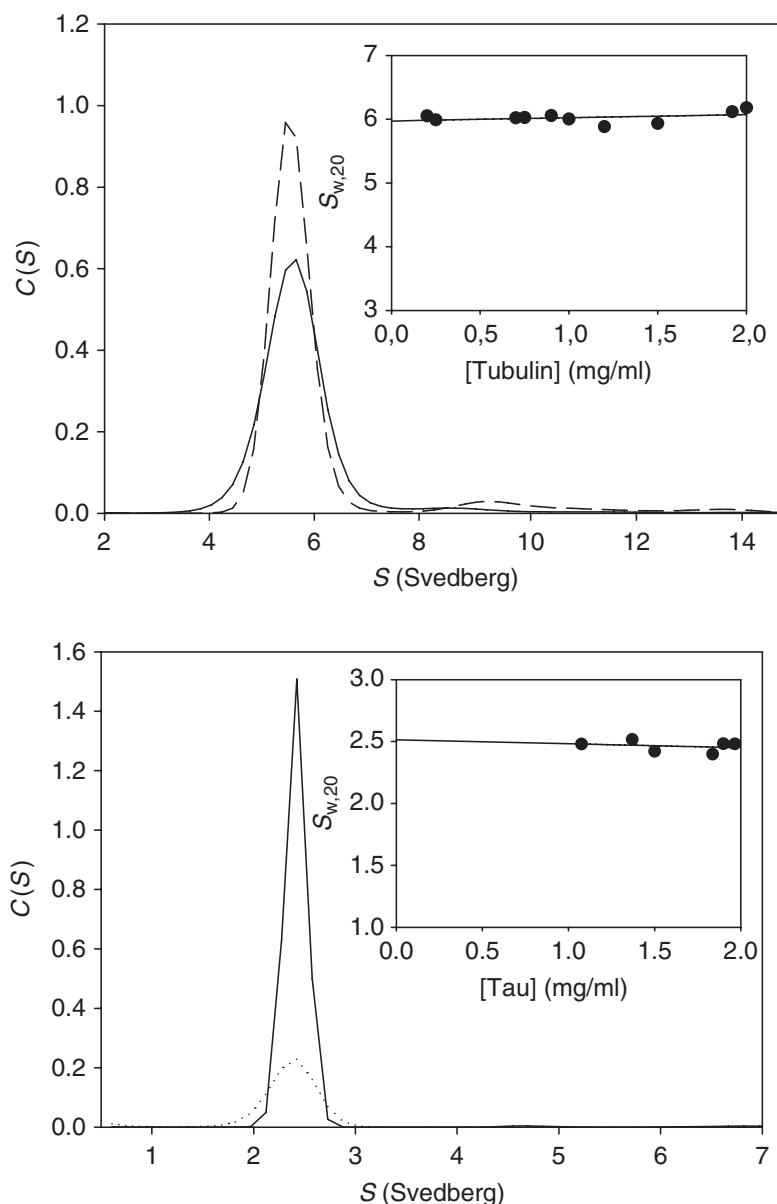 1.2
1.0
0.8
0.6
0.4
0.2
0.0
C(S)
2 4 6 8 10 12 14
S (Svedberg)
7
6
5
4
3
Sw,20
0,0 0,5 1,0 1,5 2,0
[Tubulin] (mg/ml)
1.6
1.4
1.2
1.0
0.8
0.6
0.4
0.2
0.0
C(S)
1 2 3 4 5 6 7
S (Svedberg)
3.0
2.5
2.0
1.5
1.0
Sw,20
0.0 0.5 1.0 1.5 2.0
[Tau] (mg/ml)